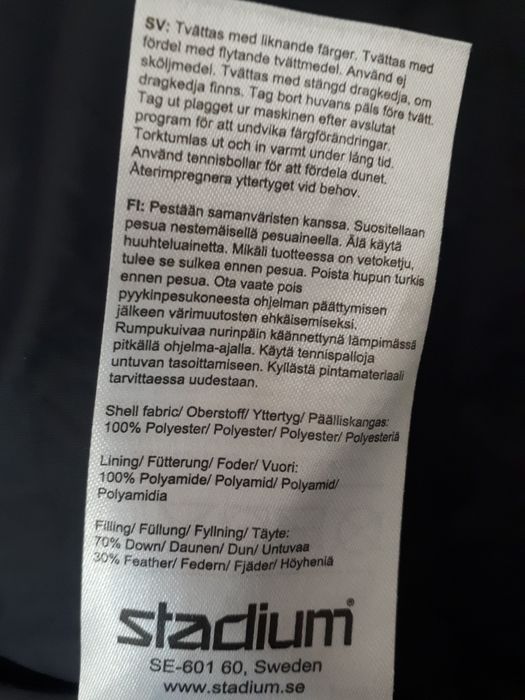 SV: Tvättas med liknande färger. Tvättas med
fördel med flytande tvättmedel. Använd ej
sköljmedel. Tvättas med stängd dragkedja, om
dragkedja finns. Tag bort huvans päls före tvätt.
Tag ut plagget ur maskinen efter avslutat
program för att undvika färgförändringar.
Torktumlas ut och in varmt under lång tid.
Använd tennisbollar för att fördela dunet.
Återimpregnera yttertyget vid behov.
FI: Pestään samanväristen kanssa. Suositellaan
pesua nestemäisellä pesuaineella. Älä käytä
huuhteluainetta. Mikäli tuotteessa on vetoketju,
tulee se sulkea ennen pesua. Poista hupun turkis
ennen pesua. Ota vaate pois
pyykinpesukoneesta ohjelman päättymisen
jälkeen värimuutosten ehkäisemiseksi.
Rumpukuivaa nurinpäin käännettynä lämpimässä
pitkällä ohjelma-ajalla. Käytä tennispalloja
untuvan tasoittamiseen. Kyllästä pintamateriaali
tarvittaessa uudestaan.
Shell fabric/ Oberstoff/ Yttertyg/ Päälliskangas:
100% Polyester/ Polyester/ Polyester/ Polyesteriä
Lining/ Fütterung/ Foder/ Vuori:
100% Polyamide/ Polyamid/ Polyamid/
Polyamidia
Filling/ Füllung/ Fyllning/ Täyte:
70% Down/ Daunen/ Dun/ Untuvaa
30% Feather/ Federn/ Fjäder/ Höyheniä
stadium®
SE-601 60, Sweden
www.stadium.se